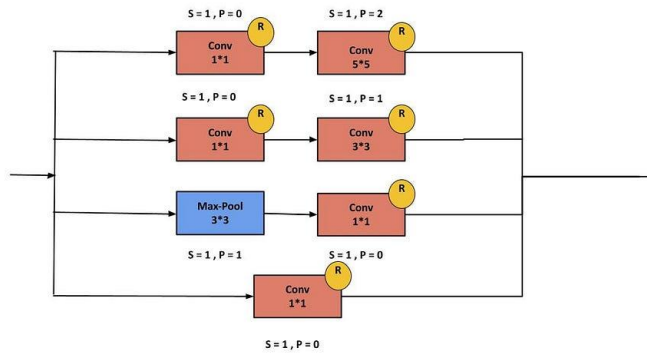 S = 1 , P = 0
S = 1 , P = 2
R
R
Conv
1*1
Conv
5*5
S = 1 , P = 0
S = 1 , P = 1
R
R
Conv
1*1
Conv
3*3
R
Max-Pool
3*3
Conv
1*1
S = 1 , P = 1
S = 1 , P = 0
R
Conv
1*1
S = 1 , P = 0